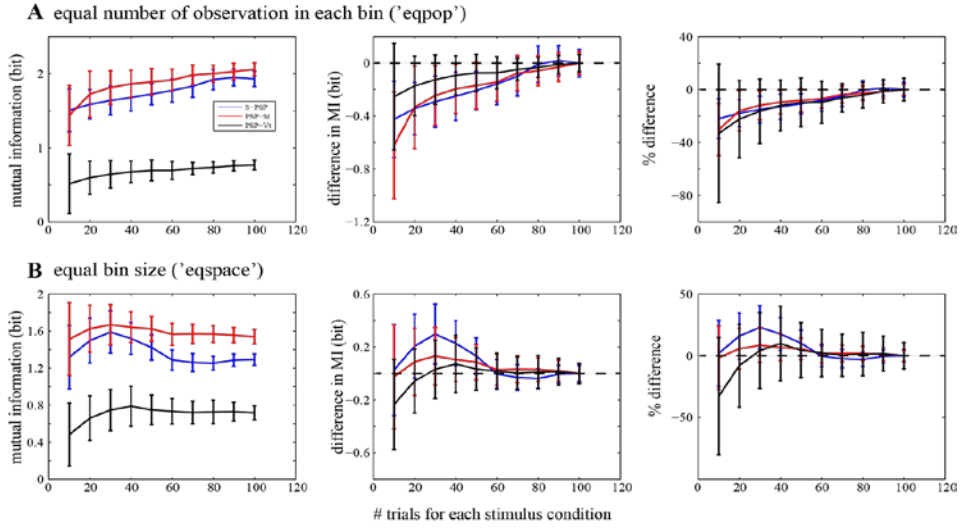 A equal number of observation in each bin ('eqpop')
mutual information (bit)
2
1
0
0 20 40 60 80 100 120
S-PSP
PSP-St
PSP-Vt
difference in MI (bit)
0
-0.4
-0.8
-1.2
0 20 40 60 80 100 120
% difference
40
0
-40
-80
0 20 40 60 80 100 120
B equal bin size ('eqspace')
mutual information (bit)
2
1.6
1.2
0.8
0.4
0 20 40 60 80 100 120
difference in MI (bit)
0.6
0.2
-0.2
-0.6
0 20 40 60 80 100 120
% difference
50
0
-50
0 20 40 60 80 100 120
# trials for each stimulus condition